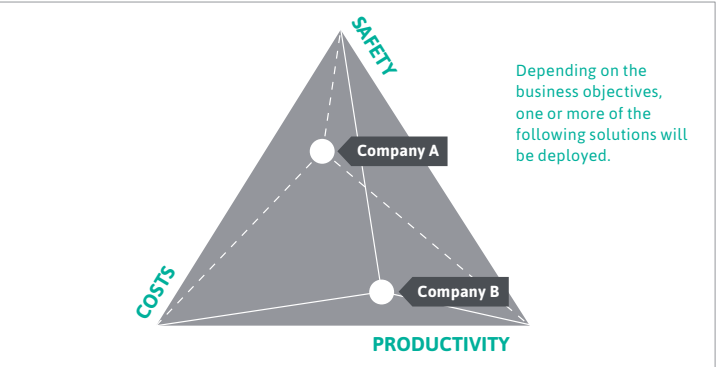 SAFETY
Depending on the
business objectives,
one or more of the
following solutions will
be deployed.
Company A
COSTS
Company B
PRODUCTIVITY